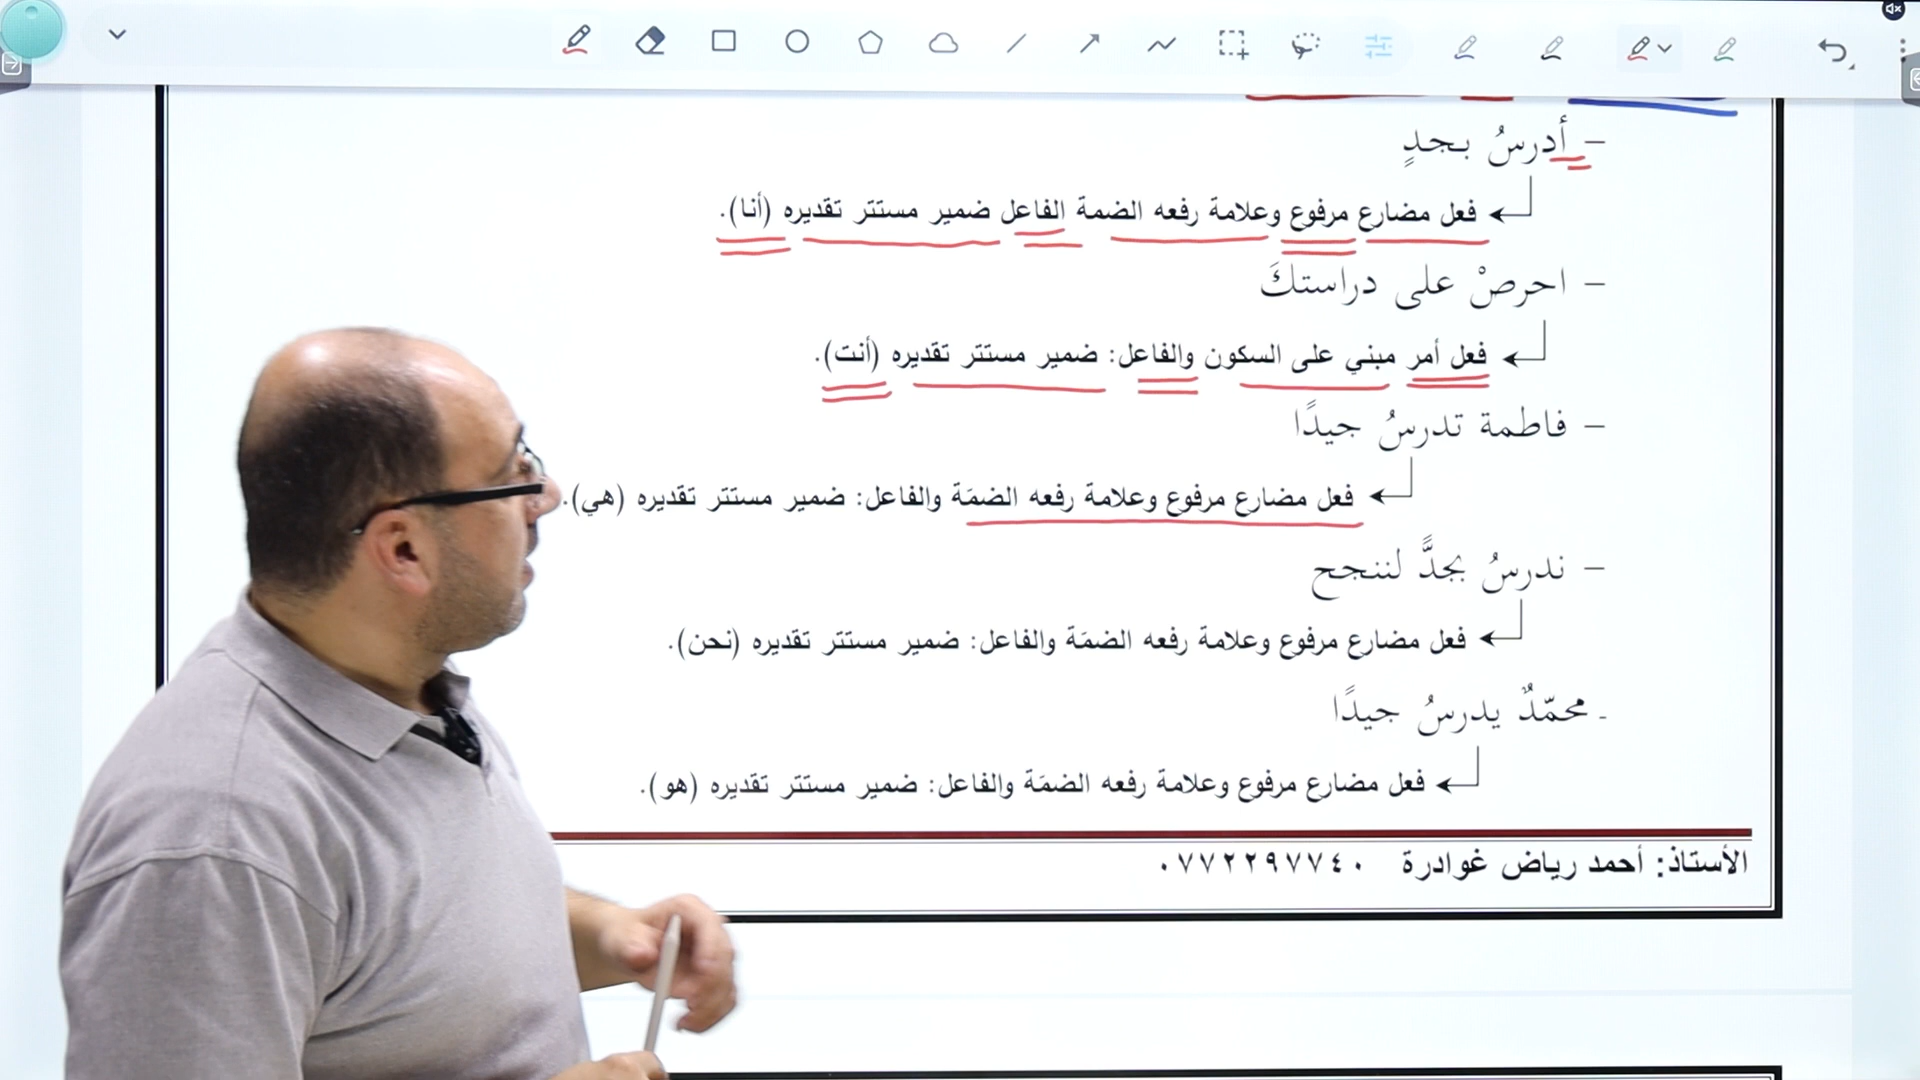 – أدرسُ بـجدٍ
فعل مضارع مرفوع وعلامة رفعه الضمة الفاعل ضمير مستتر تقديره (أنا).
– احرصْ على دراستكَ
فعل أمر مبني على السكون والفاعل: ضمير مستتر تقديره (أنت).
– فاطمة تدرسُ جيدًا
فعل مضارع مرفوع وعلامة رفعه الضمَة والفاعل: ضمير مستتر تقديره (هي).
– ندرسُ بجدًّ لننجح
فعل مضارع مرفوع وعلامة رفعه الضمَة والفاعل: ضمير مستتر تقديره (نحن).
- محمّدٌ يدرسُ جيدًا
فعل مضارع مرفوع وعلامة رفعه الضمَة والفاعل: ضمير مستتر تقديره (هو).
الأستاذ: أحمد رياض غوادرة ٠٧٧٢٢٩٧٧٤٠